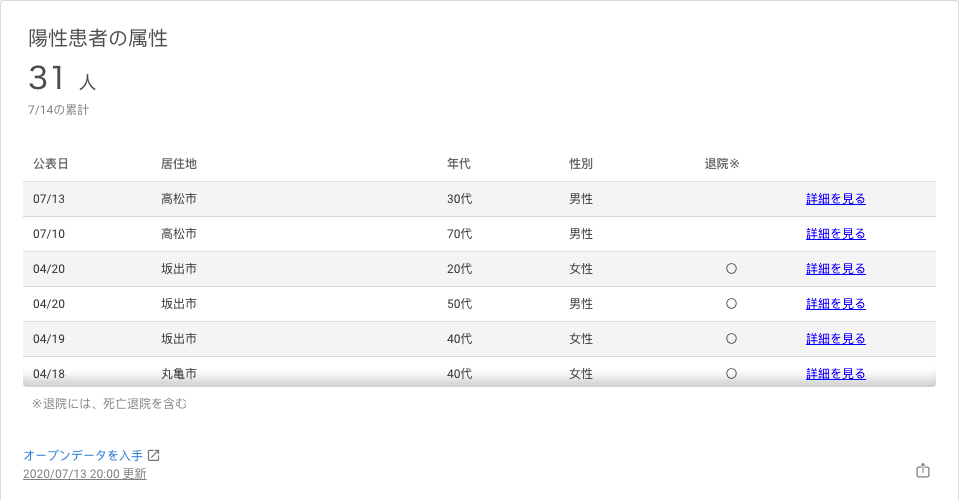 陽性患者の属性
31 人
7/14の累計
公表日 居住地 年代 性別 退院※
07/13 高松市 30代 男性 詳細を見る
07/10 高松市 70代 男性 詳細を見る
04/20 坂出市 20代 女性 〇 詳細を見る
04/20 坂出市 50代 男性 〇 詳細を見る
04/19 坂出市 40代 女性 〇 詳細を見る
04/18 丸亀市 40代 女性 〇 詳細を見る
※退院には、死亡退院を含む
オープンデータを入手
2020/07/13 20:00 更新